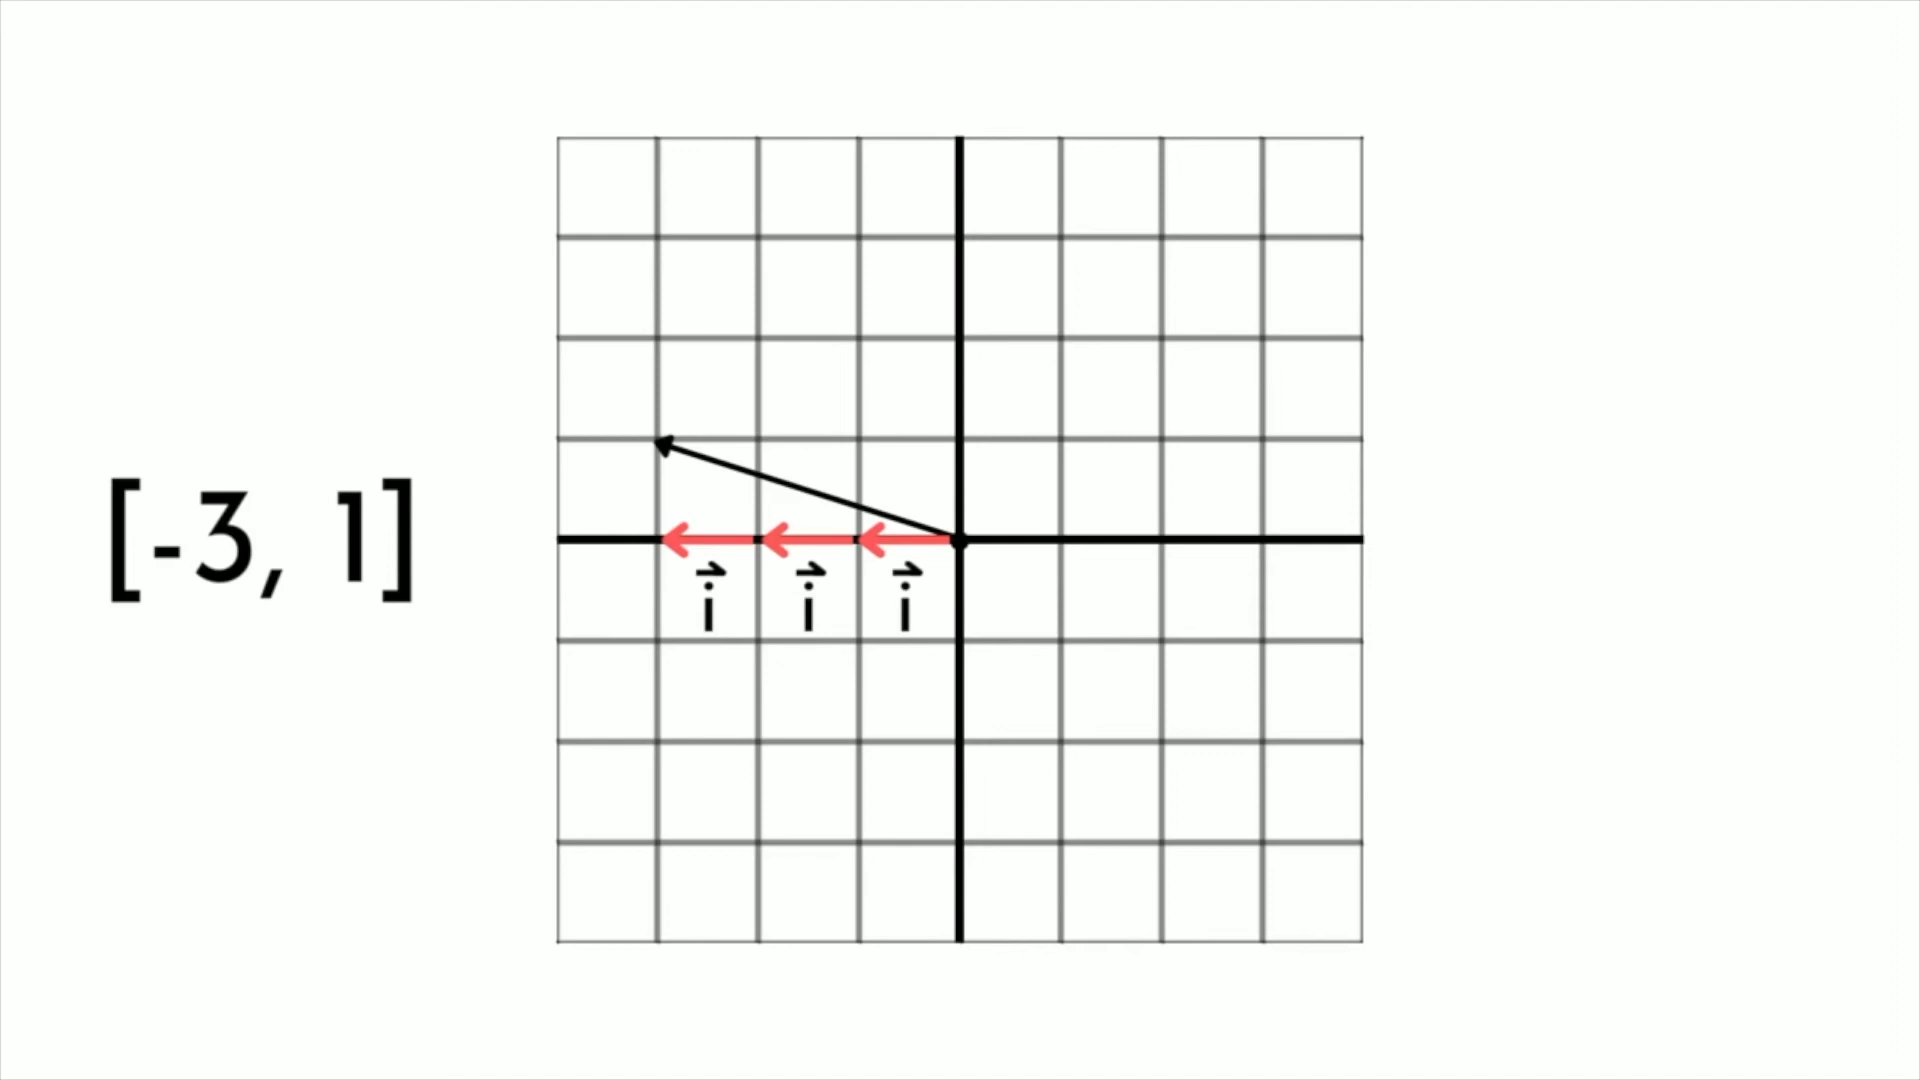 [-3, 1]
i⃗ i⃗ i⃗